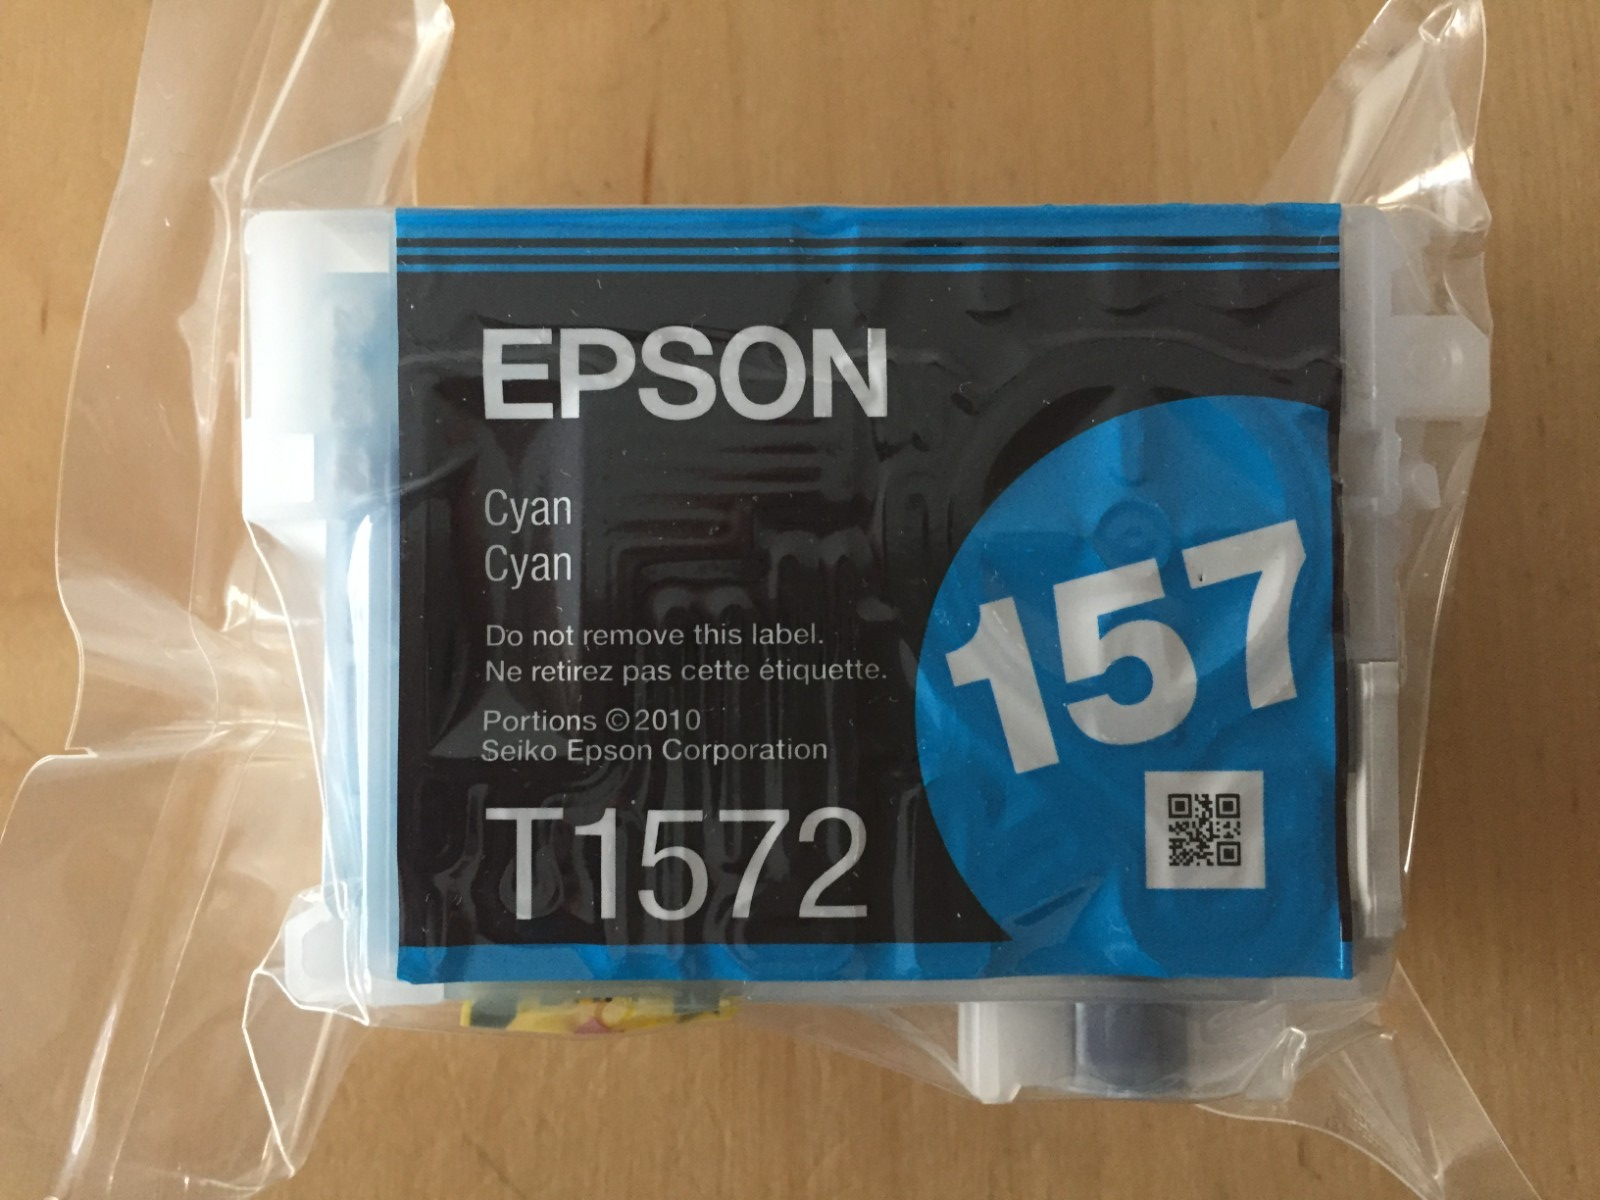 EPSON
Cyan
Cyan
Do not remove this label.
Ne retirez pas cette étiquette.
Portions ©2010
Seiko Epson Corporation
T1572
157